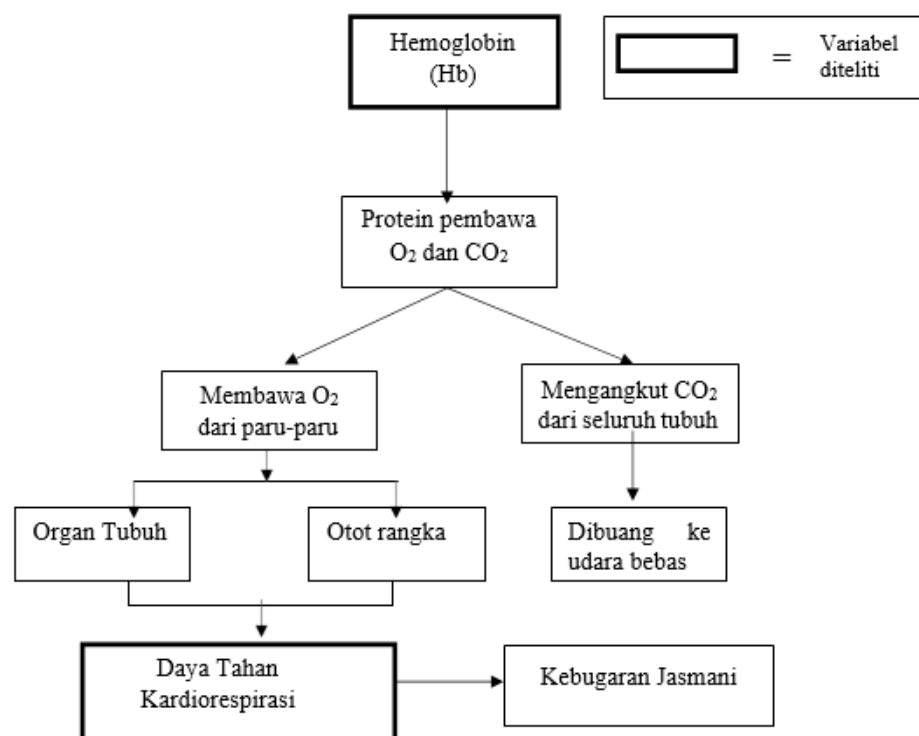 Hemoglobin
(Hb)
=
Variabel
diteliti
Protein pembawa
O₂ dan CO₂
Membawa O₂
dari paru-paru
Mengangkut CO₂
dari seluruh tubuh
Organ Tubuh
Otot rangka
Dibuang ke
udara bebas
Daya Tahan
Kardiorespirasi
Kebugaran Jasmani